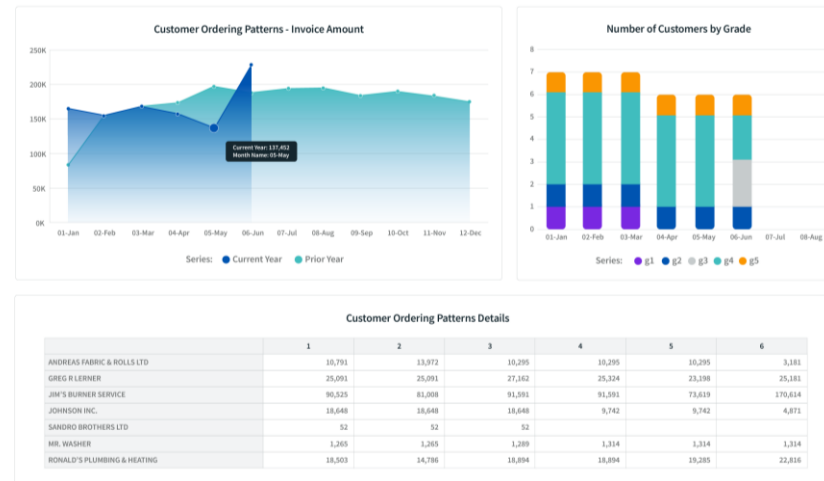 Customer Ordering Patterns - Invoice Amount
250K
200K
150K
100K
50K
0K
Current Year: 137,452
Month Name: 05-May
01-Jan 02-Feb 03-Mar 04-Apr 05-May 06-Jun 07-Jul 08-Aug 09-Sep 10-Oct 11-Nov 12-Dec
Series: Current Year Prior Year
Number of Customers by Grade
8
7
6
5
4
3
2
1
0
01-Jan 02-Feb 03-Mar 04-Apr 05-May 06-Jun 07-Jul 08-Aug
Series: g1 g2 g3 g4 g5
Customer Ordering Patterns Details
1 2 3 4 5 6
ANDREAS FABRIC & ROLLS LTD 10,791 13,972 10,295 10,295 10,295 3,181
GREG R LERNER 25,091 25,091 27,162 25,324 23,198 25,181
JIM'S BURNER SERVICE 90,525 81,008 91,591 91,591 73,619 170,614
JOHNSON INC. 18,648 18,648 18,648 9,742 9,742 4,871
SANDRO BROTHERS LTD 52 52 52
MR. WASHER 1,265 1,265 1,289 1,314 1,314 1,314
RONALD'S PLUMBING & HEATING 18,503 14,786 18,894 18,894 19,285 22,816